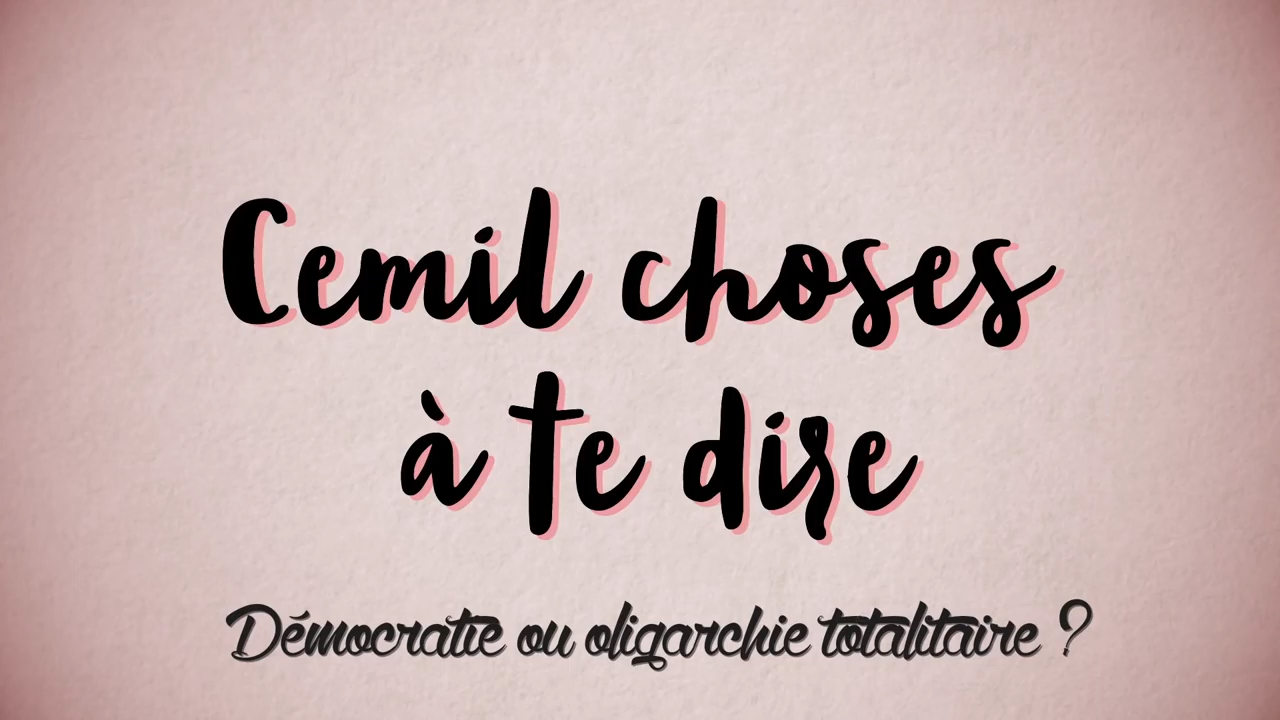 Cemil choses
à te dire
Démocratie ou oligarchie totalitaire ?